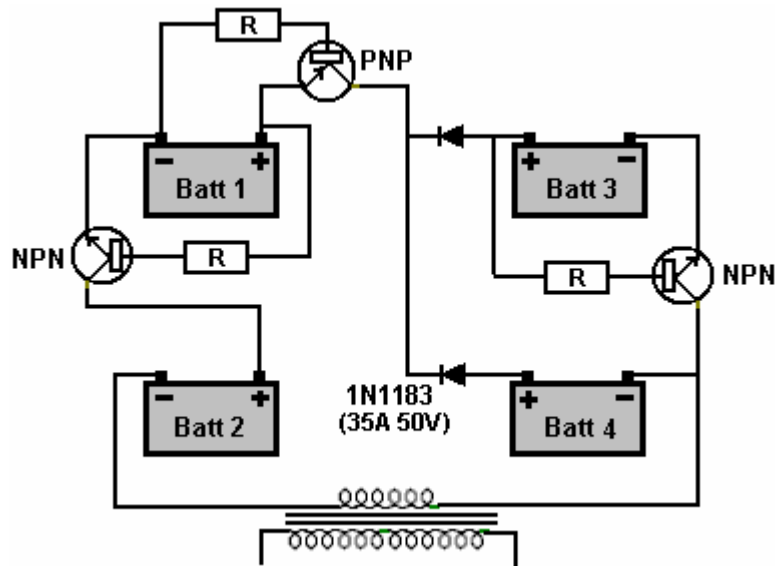 R
PNP
− +
Batt 1
+ −
Batt 3
NPN
R
R
NPN
− +
Batt 2
1N1183
(35A 50V)
+ −
Batt 4